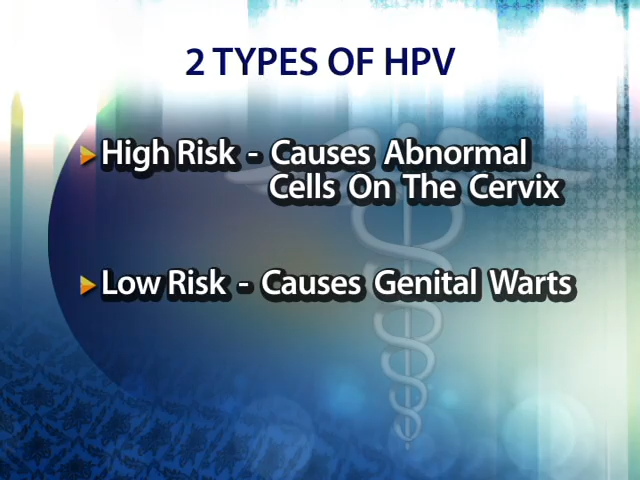 2 TYPES OF HPV
High Risk - Causes Abnormal
Cells On The Cervix
Low Risk - Causes Genital Warts